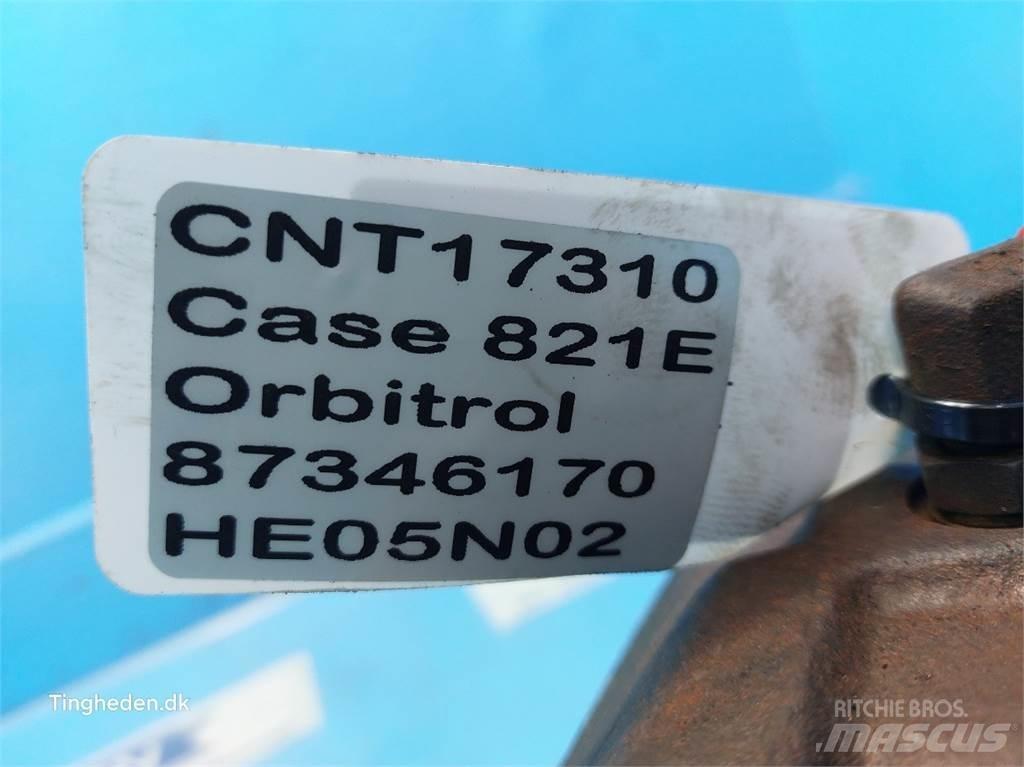 CNT17310
Case 821E
Orbitrol
87346170
HE05N02
Tingheden.dk
RITCHIE BROS.
MASCUS